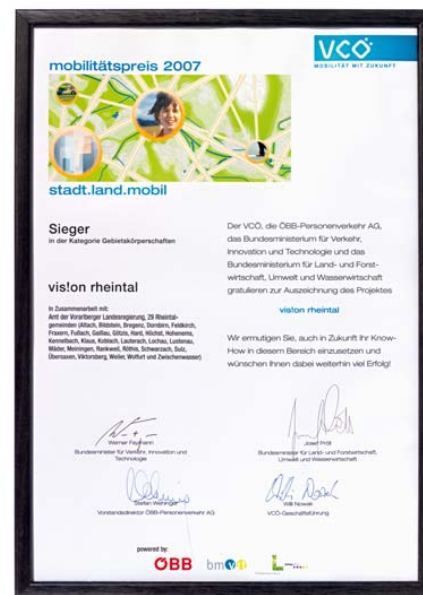 mobilitätspreis 2007
VCÖ
MOBILITÄT MIT ZUKUNFT
stadt.land.mobil
Sieger
in der Kategorie Gebietskörperschaften
vis!on rheintal
In Zusammenarbeit mit:
Amt der Vorarlberger Landesregierung, 29 Rheintal-
gemeinden (Altach, Bildstein, Bregenz, Dornbirn, Feldkirch,
Fraxern, Fußach, Gaißau, Götzis, Hard, Höchst, Hohenems,
Kennelbach, Klaus, Koblach, Lauterach, Lochau, Lustenau,
Mäder, Meiningen, Rankweil, Röthis, Schwarzach, Sulz,
Übersaxen, Viktorsberg, Weiler, Wolfurt und Zwischenwasser)
Der VCÖ, die ÖBB-Personenverkehr AG,
das Bundesministerium für Verkehr,
Innovation und Technologie und das
Bundesministerium für Land- und Forst-
wirtschaft, Umwelt und Wasserwirtschaft
gratulieren zur Auszeichnung des Projektes
vis!on rheintal
Wir ermutigen Sie, auch in Zukunft Ihr Know-
How in diesem Bereich einzusetzen und
wünschen Ihnen dabei weiterhin viel Erfolg!
Werner Faymann
Bundesminister für Verkehr, Innovation und
Technologie
Josef Pröll
Bundesminister für Land- und Forstwirtschaft,
Umwelt und Wasserwirtschaft
Stefan Wehinger
Vorstandsdirektor ÖBB-Personenverkehr AG
Willi Nowak
VCÖ-Geschäftsführung
powered by:
ÖBB
bmvit